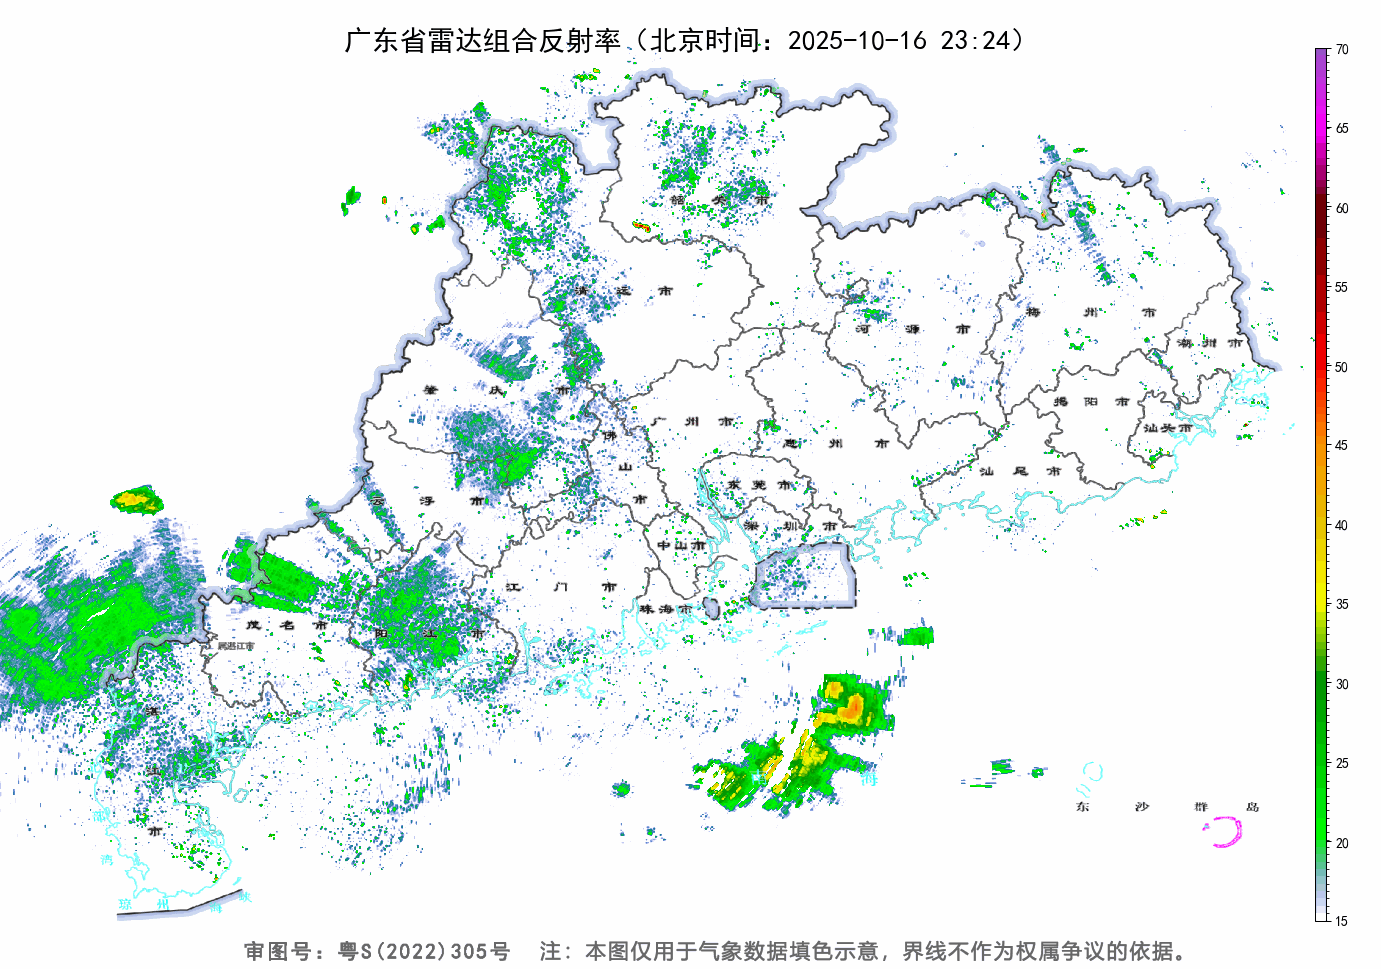 广东省雷达组合反射率（北京时间：2025-10-16 23:24）
70
65
60
55
50
45
40
35
30
25
20
15
韶关市
清远市
河源市
梅州市
潮州市
肇庆市
揭阳市
广州市
汕头市
佛山市
惠州市
汕尾市
东莞市
云浮市
深圳市
中山市
江门市
珠海市
茂名市
阳江市
属湛江市
湛江市
海
东沙群岛
湾
琼州海峡
审图号：粤S(2022)305号 注：本图仅用于气象数据填色示意，界线不作为权属争议的依据。